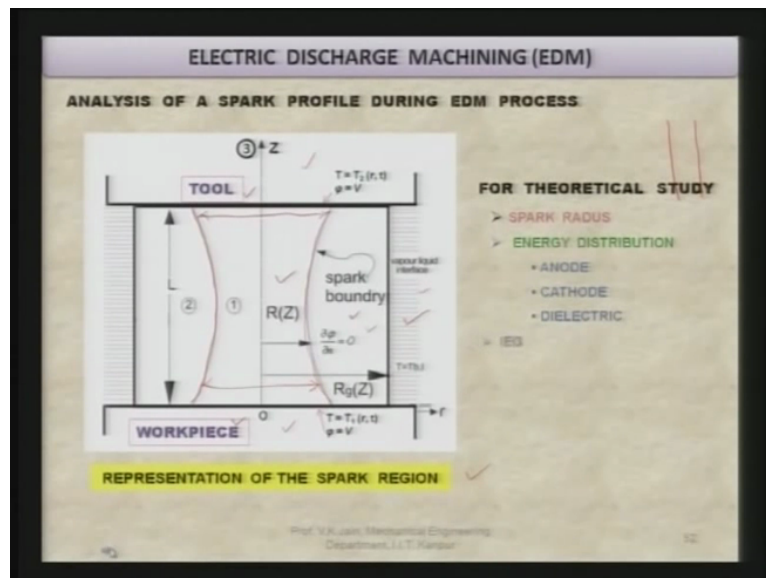 ELECTRIC DISCHARGE MACHINING (EDM)
ANALYSIS OF A SPARK PROFILE DURING EDM PROCESS
③ Z
TOOL
T=T₂(r,t)
φ=V
L
② ①
spark
boundry
vapour liquid
interface
R(Z)
∂φ/∂n=0
Rg(Z)
O
r
WORKPIECE
T=T₁(r,t)
φ=V
REPRESENTATION OF THE SPARK REGION
FOR THEORETICAL STUDY
➢ SPARK RADUS
➢ ENERGY DISTRIBUTION
• ANODE
• CATHODE
• DIELECTRIC
➢ IEG
Prof. V.K.Jain, Mechanical Engineering
Department, I.I.T. Kanpur
52